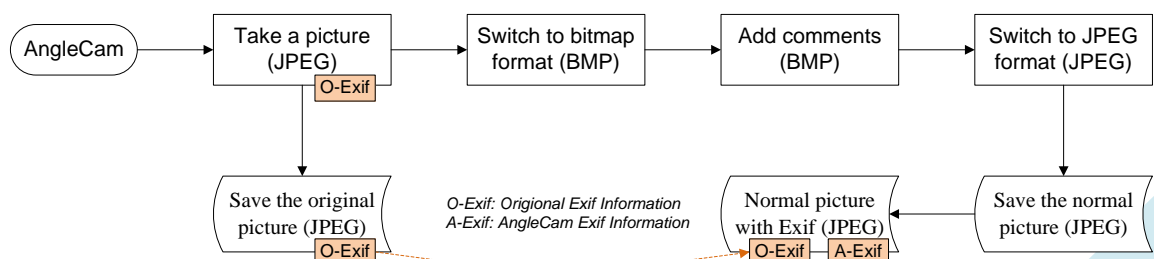 AngleCam
Take a picture
(JPEG)
O-Exif
Switch to bitmap
format (BMP)
Add comments
(BMP)
Switch to JPEG
format (JPEG)
Save the original
picture (JPEG)
O-Exif
O-Exif: Origional Exif Information
A-Exif: AngleCam Exif Information
Normal picture
with Exif (JPEG)
O-Exif
A-Exif
Save the normal
picture (JPEG)